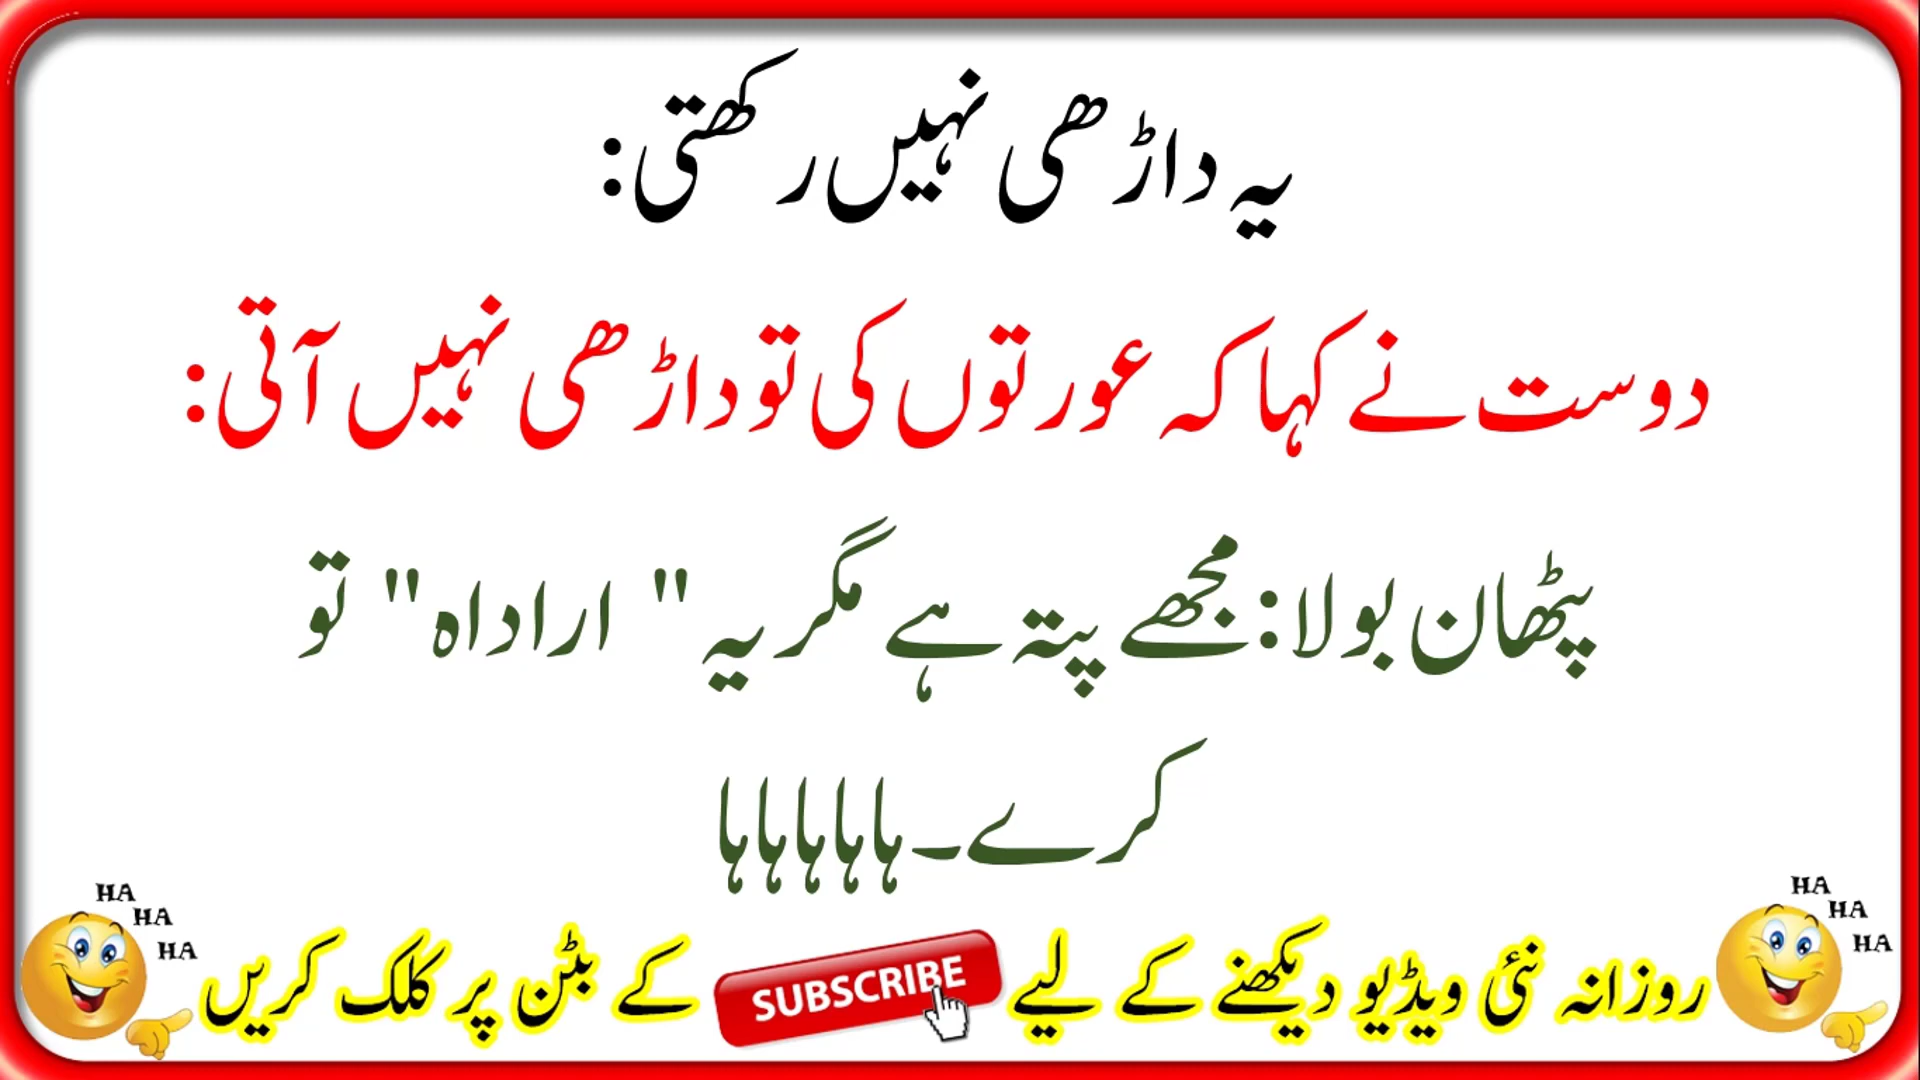 یہ داڑھی نہیں رکھتی:
دوست نے کہا کہ عورتوں کی تو داڑھی نہیں آتی:
پٹھان بولا: مجھے پتہ ہے مگر یہ " اراداہ" تو
کرے۔ ہاہاہاہاہا
HA
HA
HA
HA
HA
HA
روزانہ نئی ویڈیو دیکھنے کے لیے SUBSCRIBE کے بٹن پر کلک کریں